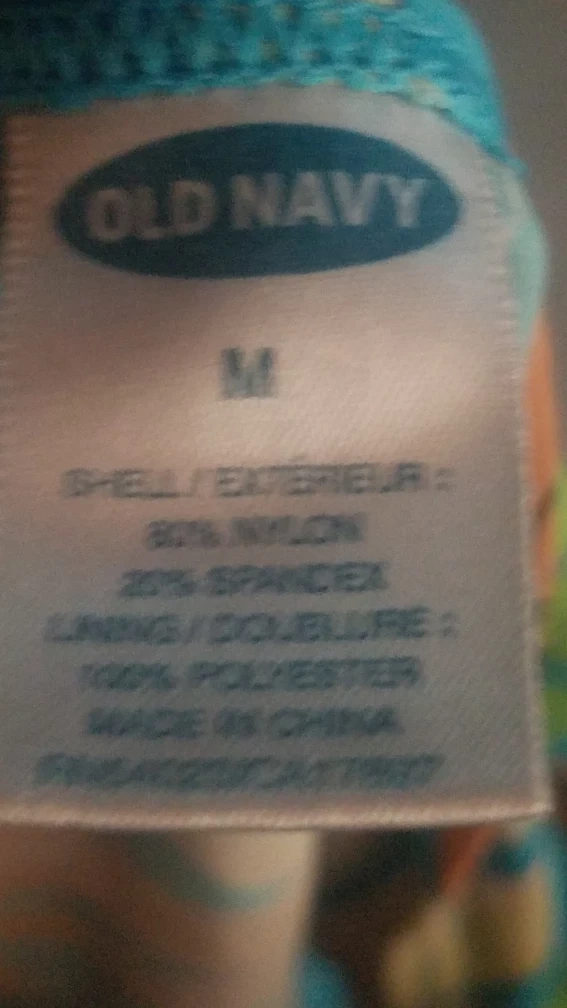 OLD NAVY
M
SHELL / EXTÉRIEUR :
80% NYLON
20% SPANDEX
LINING / DOUBLURE :
100% POLYESTER
MADE IN CHINA